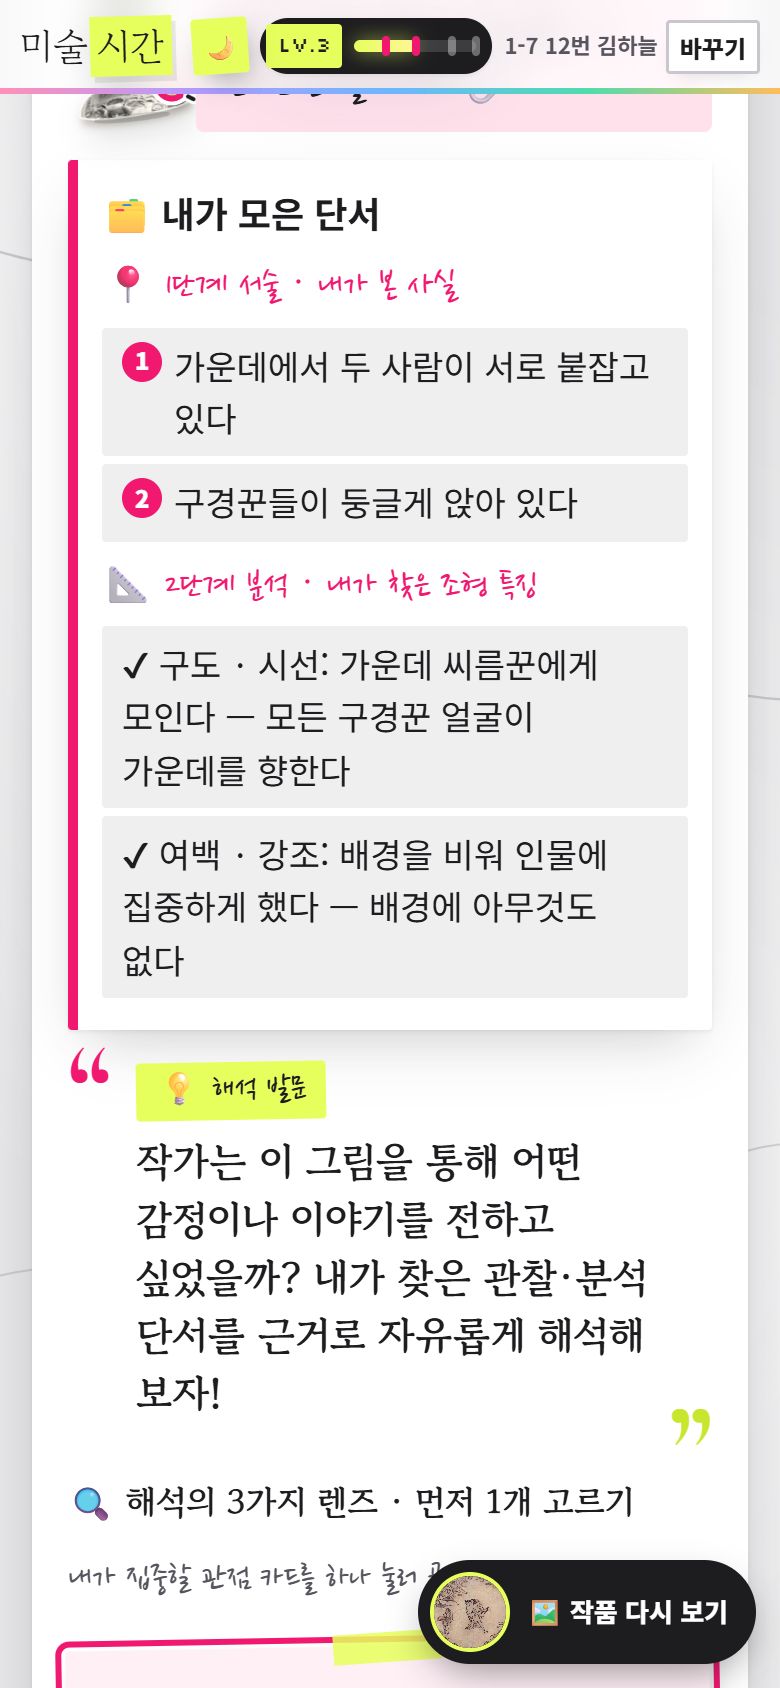 미술 시간
LV.3
1-7 12번 김하늘
바꾸기
내가 모은 단서
1단계 서술 · 내가 본 사실
1 가운데에서 두 사람이 서로 붙잡고
있다
2 구경꾼들이 둥글게 앉아 있다
2단계 분석 · 내가 찾은 조형 특징
✓ 구도 · 시선: 가운데 씨름꾼에게
모인다 — 모든 구경꾼 얼굴이
가운데를 향한다
✓ 여백 · 강조: 배경을 비워 인물에
집중하게 했다 — 배경에 아무것도
없다
“
해석 발문
작가는 이 그림을 통해 어떤
감정이나 이야기를 전하고
싶었을까? 내가 찾은 관찰·분석
단서를 근거로 자유롭게 해석해
보자!
”
해석의 3가지 렌즈 · 먼저 1개 고르기
내가 집중할 관점 카드를 하나 눌러
작품 다시 보기